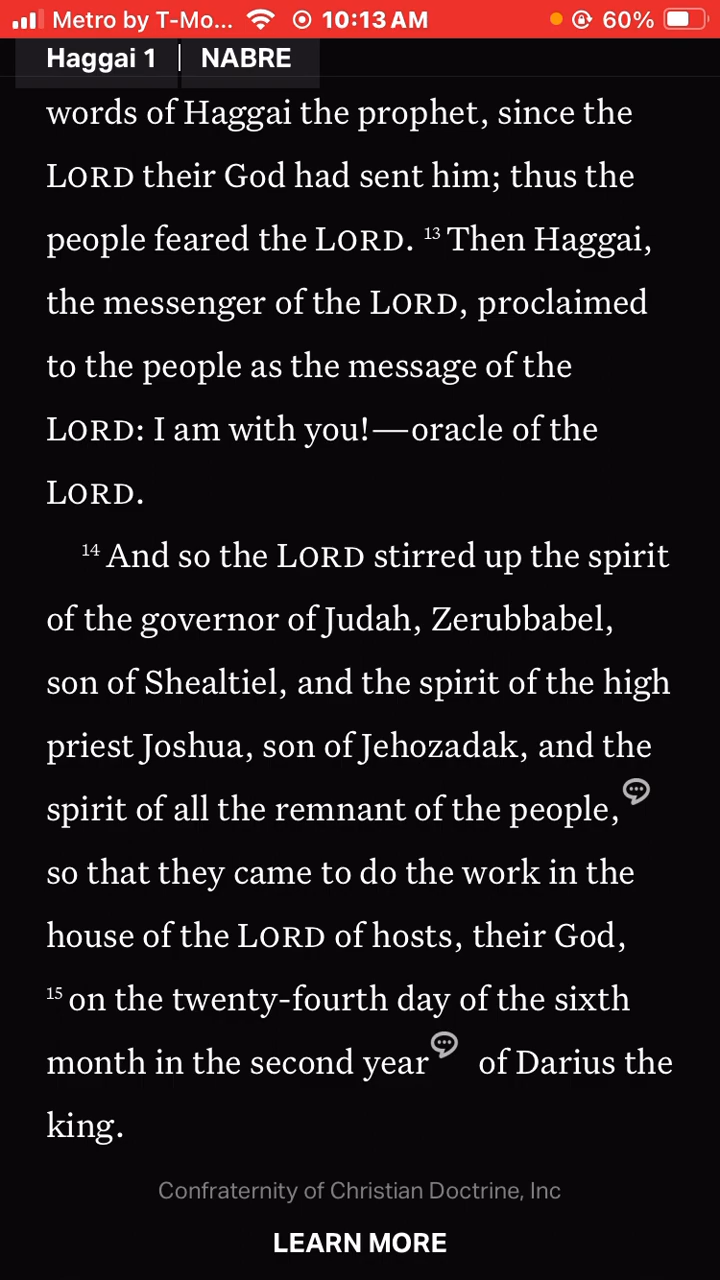 Metro by T-Mo... 10:13 AM 60%
Haggai 1 | NABRE
words of Haggai the prophet, since the
LORD their God had sent him; thus the
people feared the LORD. 13 Then Haggai,
the messenger of the LORD, proclaimed
to the people as the message of the
LORD: I am with you!—oracle of the
LORD.
14 And so the LORD stirred up the spirit
of the governor of Judah, Zerubbabel,
son of Shealtiel, and the spirit of the high
priest Joshua, son of Jehozadak, and the
spirit of all the remnant of the people,
so that they came to do the work in the
house of the LORD of hosts, their God,
15 on the twenty-fourth day of the sixth
month in the second year of Darius the
king.
Confraternity of Christian Doctrine, Inc
LEARN MORE